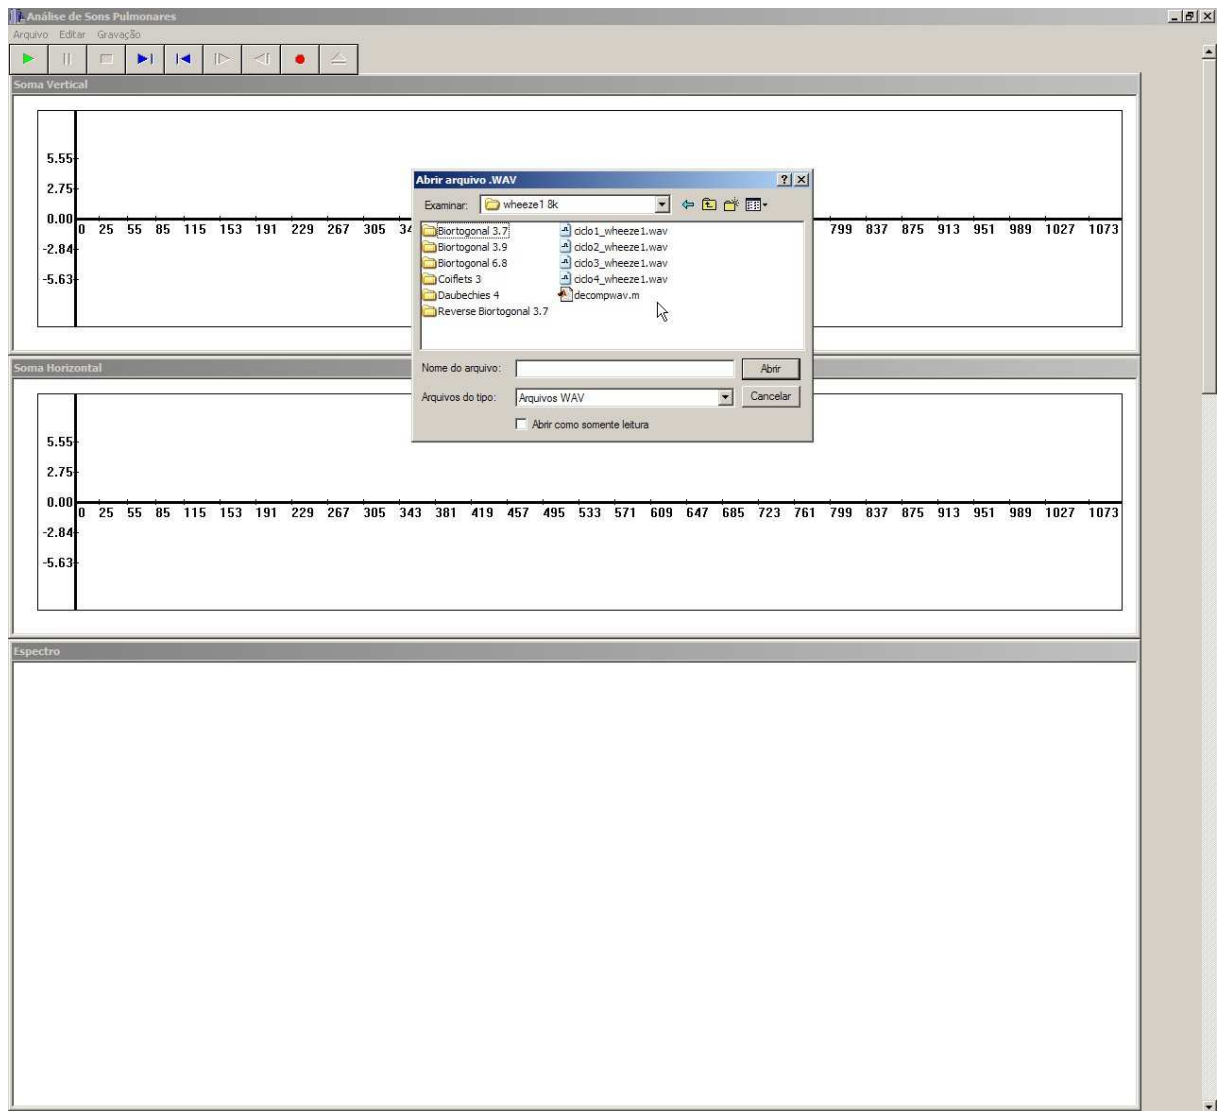 Análise de Sons Pulmonares
Arquivo Editar Gravação
Soma Vertical
5.55
2.75
0.00
0 25 55 85 115 153 191 229 267 305 34 799 837 875 913 951 989 1027 1073
-2.84
-5.63
Abrir arquivo .WAV
Examinar: wheeze1 8k
Biortogonal 3.7 ciclo1_wheeze1.wav
Biortogonal 3.9 ciclo2_wheeze1.wav
Biortogonal 6.8 ciclo3_wheeze1.wav
Coiflets 3 ciclo4_wheeze1.wav
Daubechies 4 decompwav.m
Reverse Biortogonal 3.7
Nome do arquivo: Abrir
Arquivos do tipo: Arquivos WAV Cancelar
Abrir como somente leitura
Soma Horizontal
5.55
2.75
0.00
0 25 55 85 115 153 191 229 267 305 343 381 419 457 495 533 571 609 647 685 723 761 799 837 875 913 951 989 1027 1073
-2.84
-5.63
Espectro